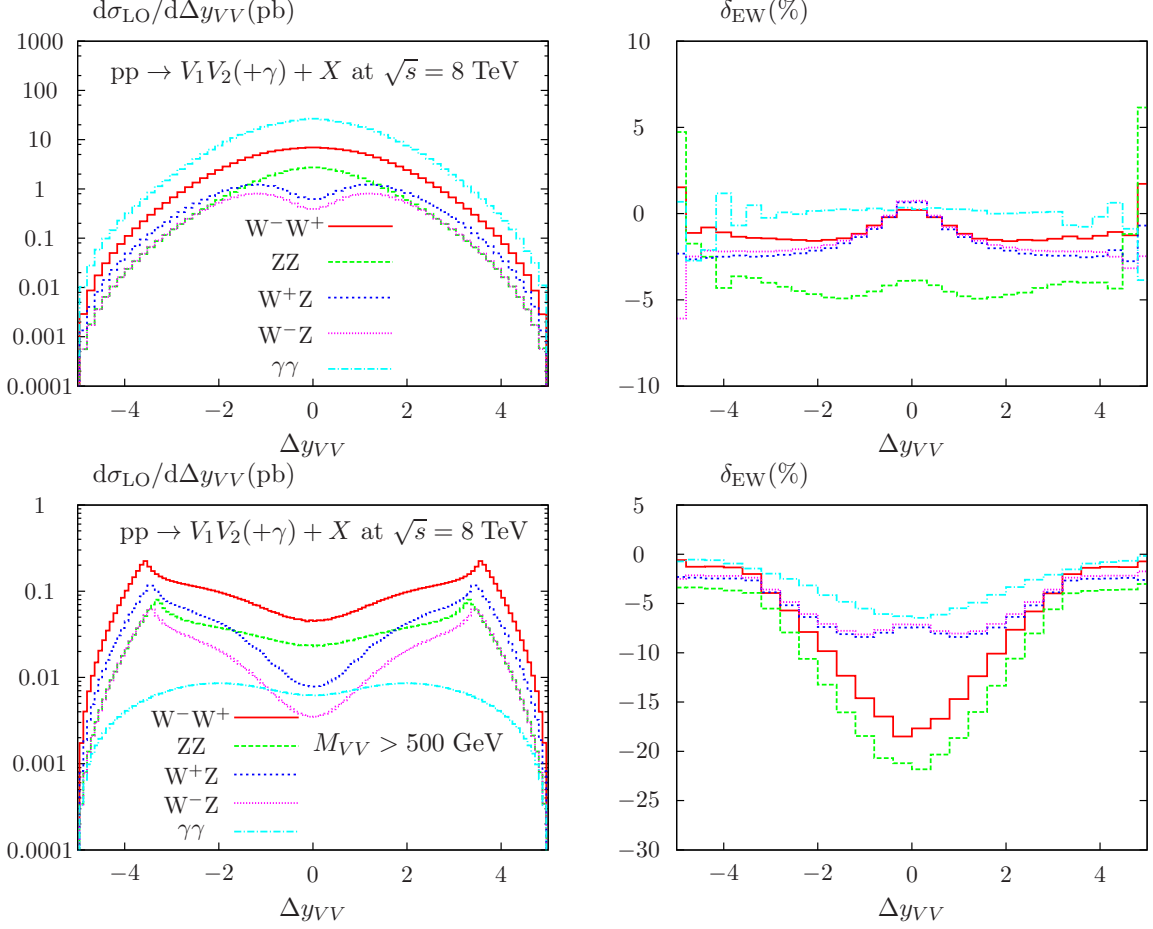 dσ_LO/dΔy_VV(pb)
1000
100
10
1
0.1
0.01
0.001
0.0001
pp → V₁V₂(+γ) + X at √s = 8 TeV
W⁻W⁺
ZZ
W⁺Z
W⁻Z
γγ
−4 −2 0 2 4
Δy_VV
δ_EW(%)
10
5
0
−5
−10
−4 −2 0 2 4
Δy_VV
dσ_LO/dΔy_VV(pb)
1
0.1
0.01
0.001
0.0001
pp → V₁V₂(+γ) + X at √s = 8 TeV
W⁻W⁺
ZZ
M_VV > 500 GeV
W⁺Z
W⁻Z
γγ
−4 −2 0 2 4
Δy_VV
δ_EW(%)
5
0
−5
−10
−15
−20
−25
−30
−4 −2 0 2 4
Δy_VV